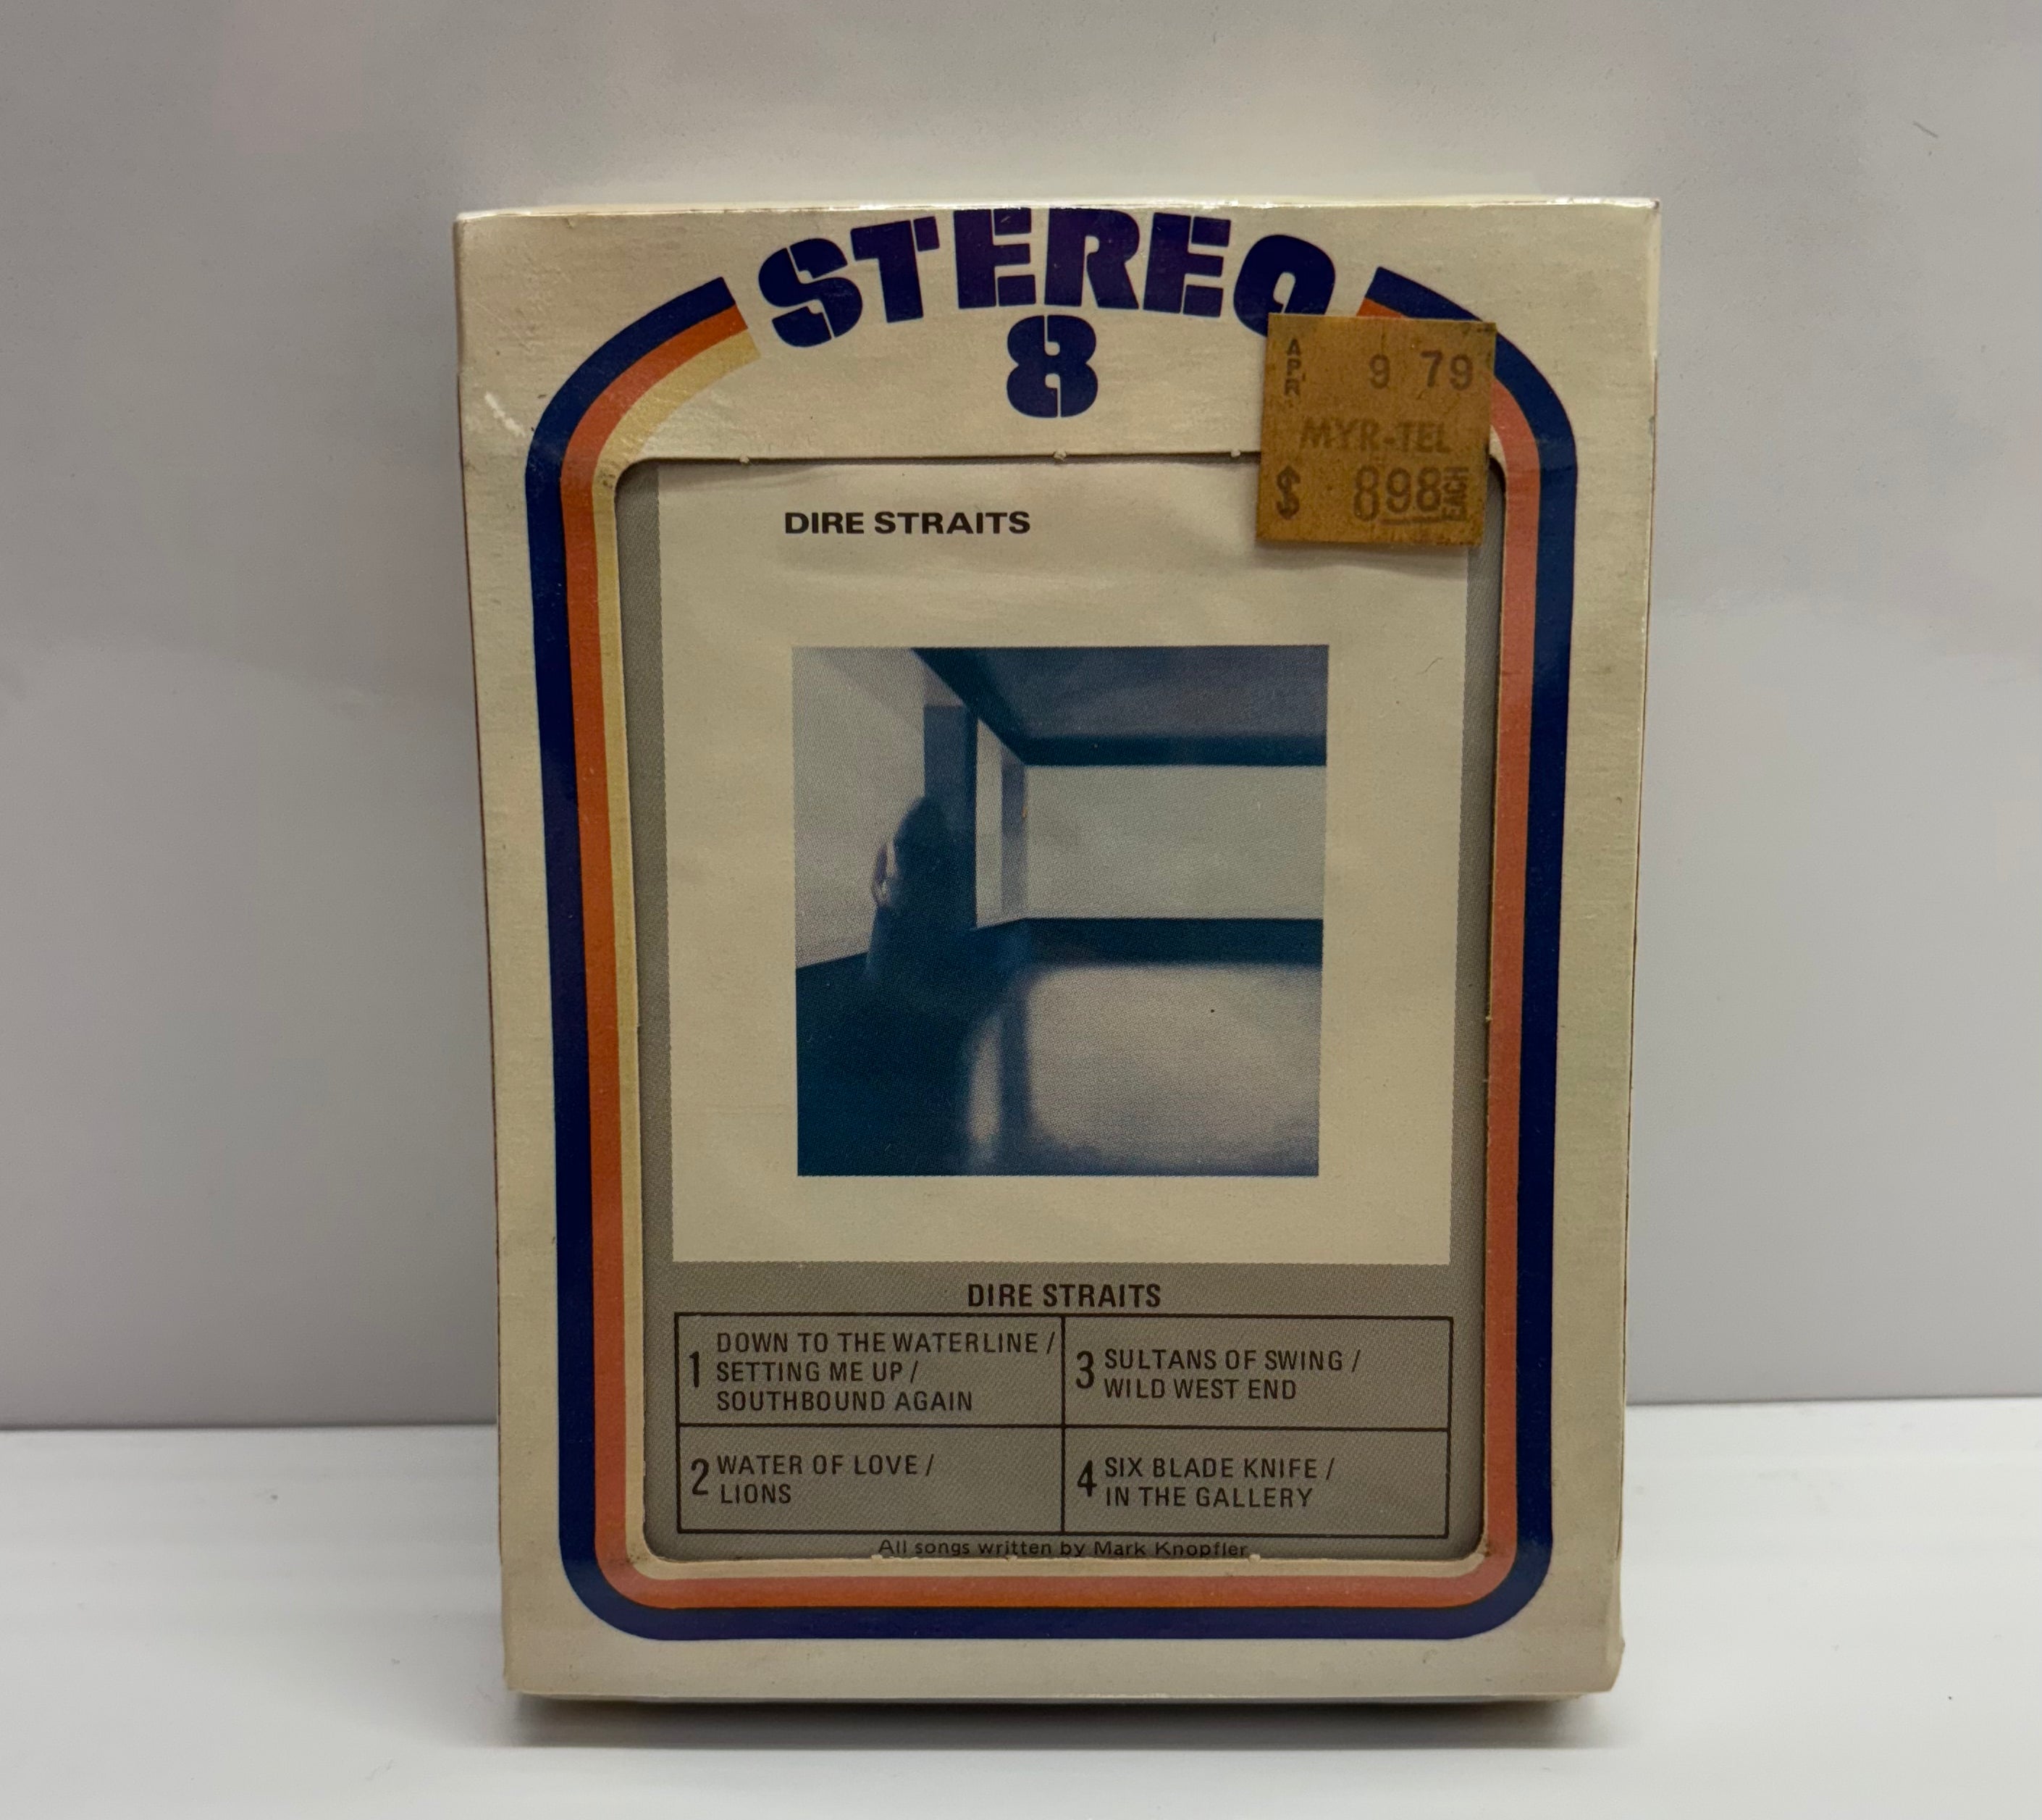 STEREO
8
APR 9 79
MYR-TEL
$ 898 EACH
DIRE STRAITS
DIRE STRAITS
1 DOWN TO THE WATERLINE /
SETTING ME UP /
SOUTHBOUND AGAIN
2 WATER OF LOVE /
LIONS
3 SULTANS OF SWING /
WILD WEST END
4 SIX BLADE KNIFE /
IN THE GALLERY
All songs written by Mark Knopfler